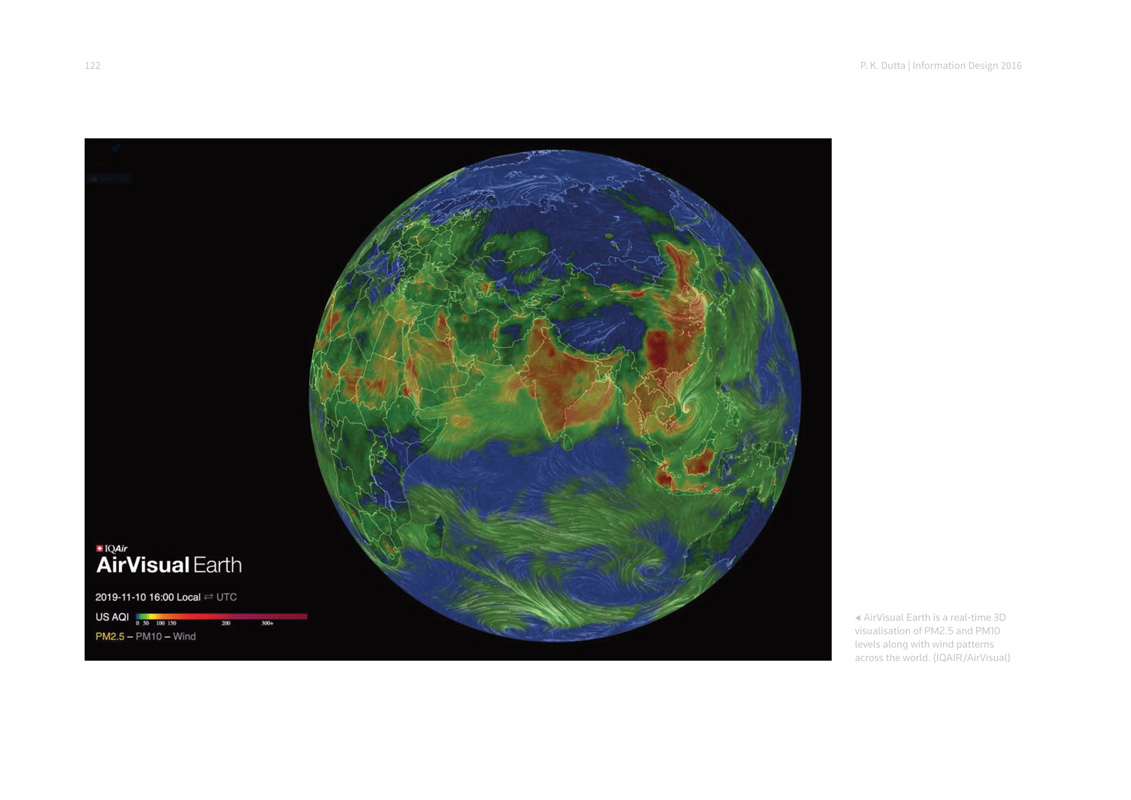 122
P. K. Dutta | Information Design 2016
IQAir
AirVisual Earth
2019-11-10 16:00 Local ⇄ UTC
US AQI
0 50 100 150 200 300+
PM2.5 – PM10 – Wind
◄ AirVisual Earth is a real-time 3D
visualisation of PM2.5 and PM10
levels along with wind patterns
across the world. (IQAIR/AirVisual)